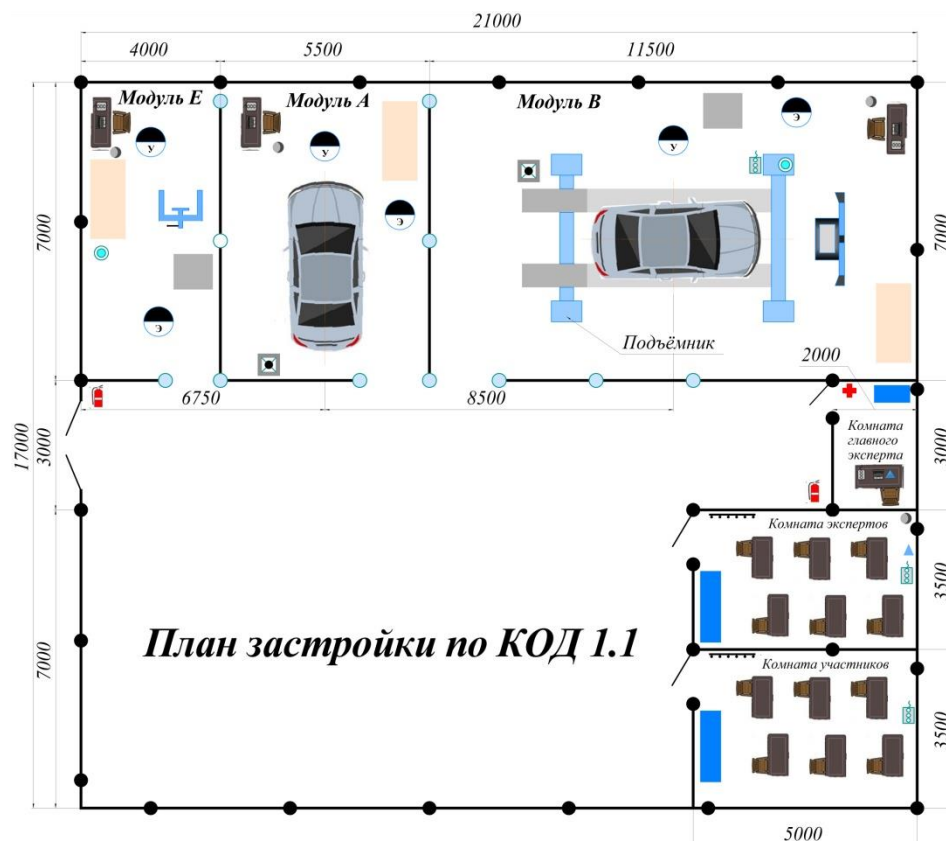 21000
4000
5500
11500
Модуль E
Модуль A
Модуль B
У
У
У
Э
Э
Э
7000
7000
Подъёмник
2000
6750
8500
17000
3000
3000
Комната
главного
эксперта
Комната экспертов
3500
План застройки по КОД 1.1
7000
Комната участников
3500
5000